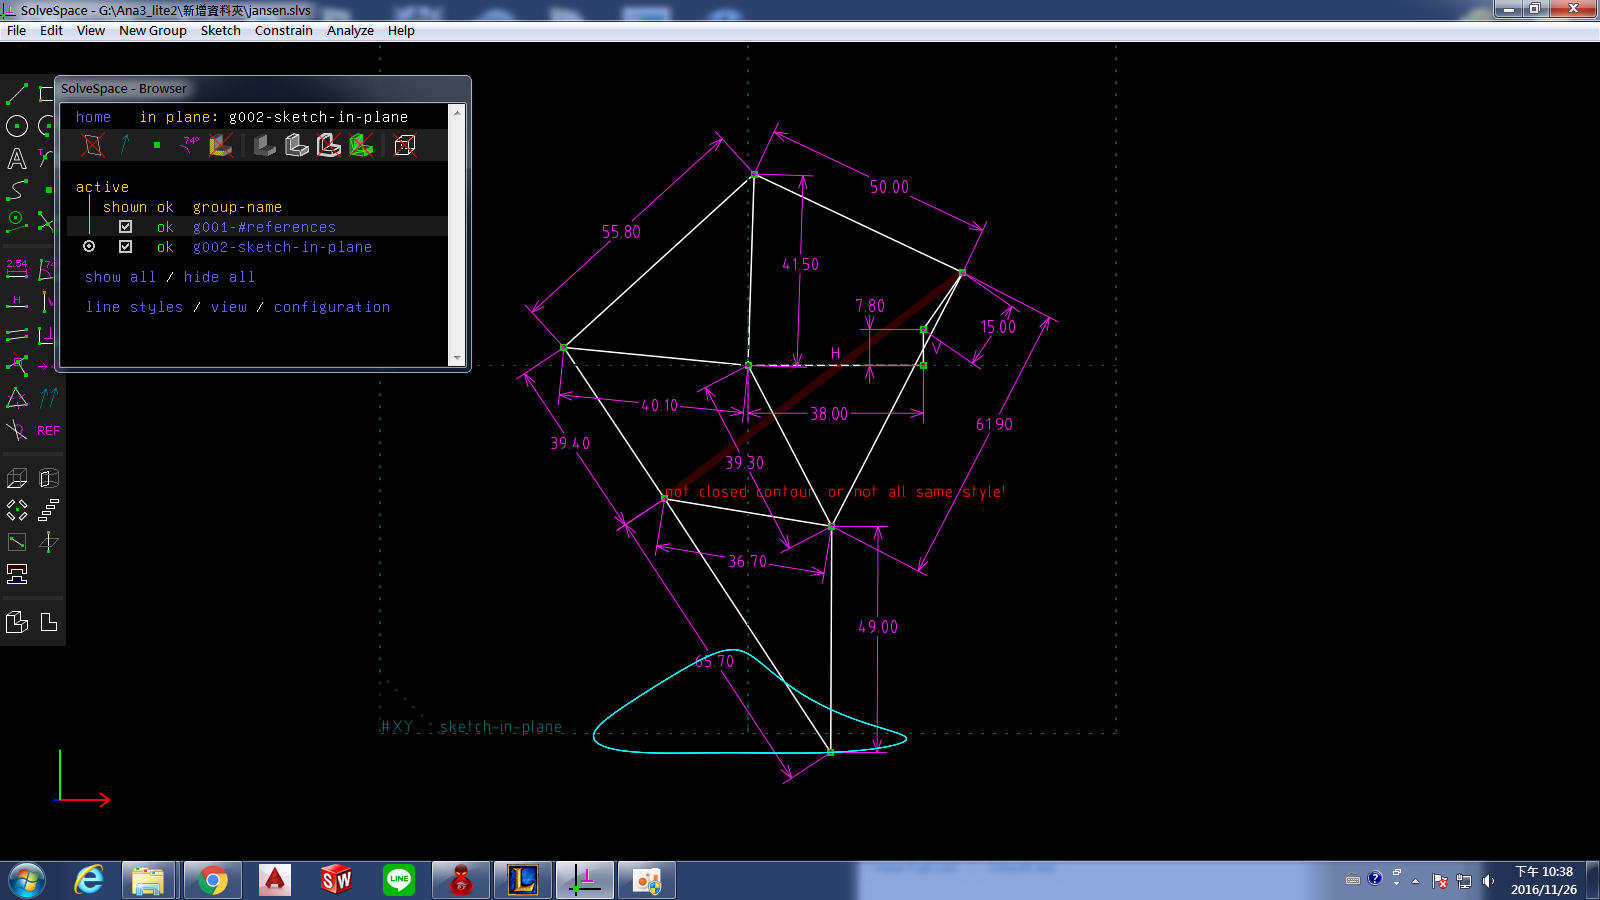 SolveSpace - G:\Ana3_lite2\新增資料夾\jansen.slvs
File Edit View New Group Sketch Constrain Analyze Help
SolveSpace - Browser
home in plane: g002-sketch-in-plane
74°
active
shown ok group-name
ok g001-#references
ok g002-sketch-in-plane
show all / hide all
line styles / view / configuration
2.54
H
REF
50.00
55.80
41.50
7.80
15.00
H
V
40.10
38.00
61.90
39.40
39.30
not closed contour, or not all same style!
36.70
49.00
65.70
#XY sketch-in-plane
SW
LINE
下午 10:38
2016/11/26